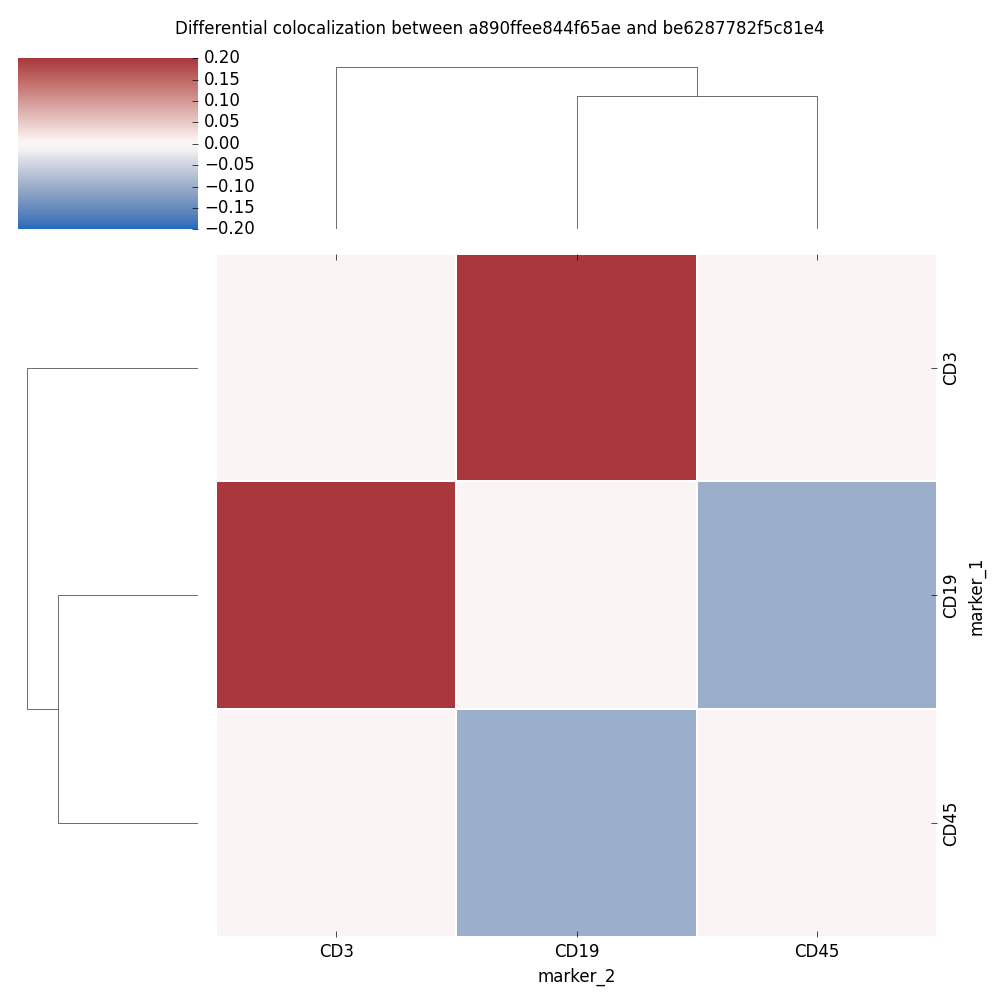 Differential colocalization between a890ffee844f65ae and be6287782f5c81e4
0.20
0.15
0.10
0.05
0.00
−0.05
−0.10
−0.15
−0.20
CD3
CD19
CD45
marker_1
CD3
CD19
CD45
marker_2